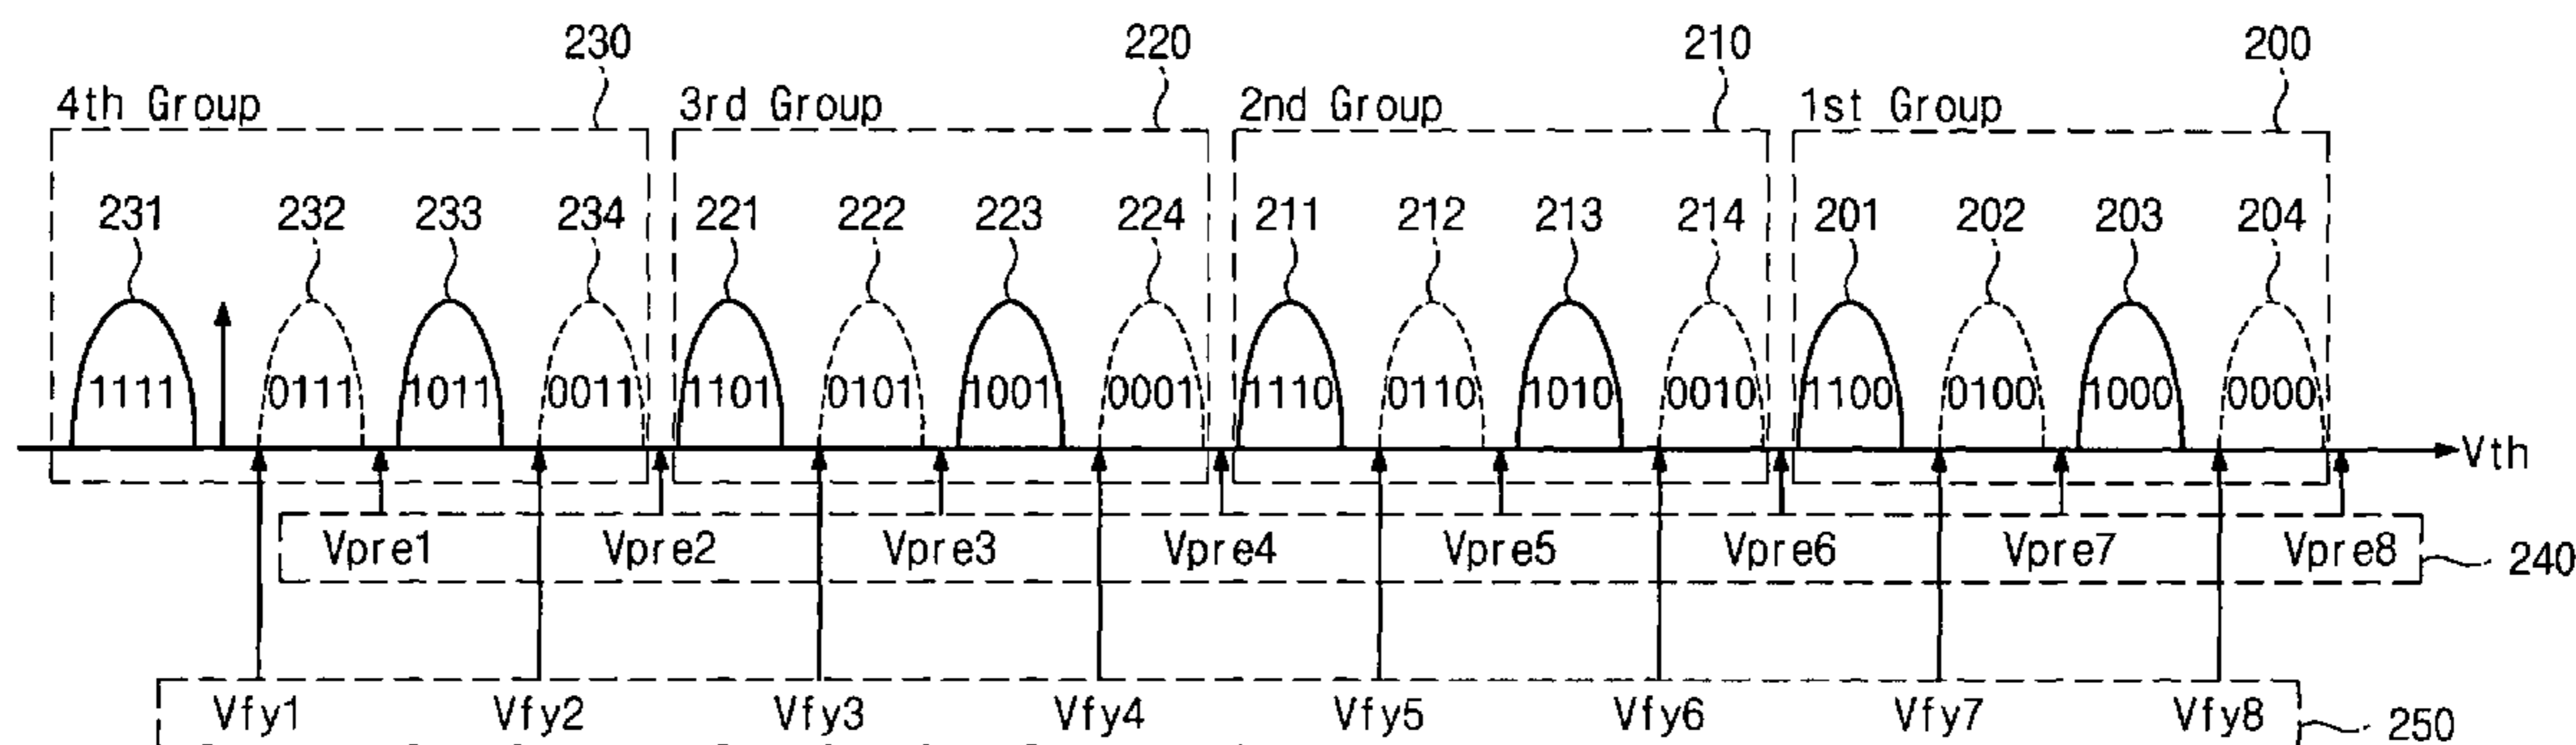 230 220 210 200
4th Group 3rd Group 2nd Group 1st Group
231 232 233 234 221 222 223 224 211 212 213 214 201 202 203 204
1111 0111 1011 0011 1101 0101 1001 0001 1110 0110 1010 0010 1100 0100 1000 0000
Vth
Vpre1 Vpre2 Vpre3 Vpre4 Vpre5 Vpre6 Vpre7 Vpre8 240
Vfy1 Vfy2 Vfy3 Vfy4 Vfy5 Vfy6 Vfy7 Vfy8 250